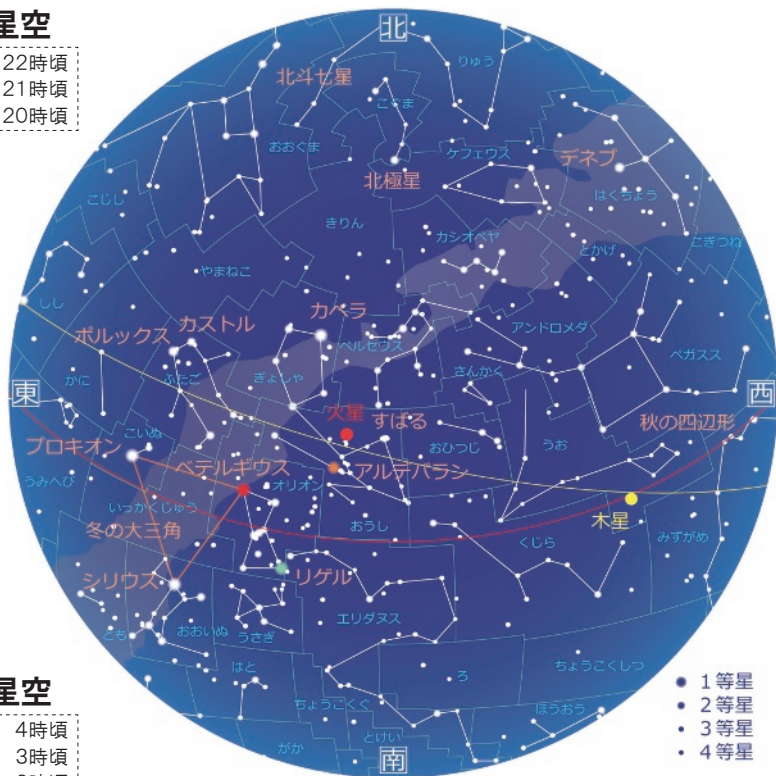 星空
22時頃
21時頃
20時頃
北
りゅう
北斗七星
こぐま
おおぐま
ケフェウス
デネブ
北極星
はくちょう
こじし
きりん
カシオペヤ
とかげ
こぎつね
やまねこ
しし
カペラ
アンドロメダ
ポルックス
カストル
ペルセウス
ペガスス
かに
ふたご
ぎょしゃ
さんかく
東
西
火星
すばる
秋の四辺形
こいぬ
おひつじ
うお
プロキオン
ベテルギウス
アルデバラン
うみへび
オリオン
いっかくじゅう
おうし
木星
冬の大三角
くじら
みずがめ
シリウス
リゲル
エリダヌス
とも
おおいぬ
うさぎ
はと
ろ
ちょうこくしつ
ちょうこくぐ
ほうおう
とけい
がか
南
1等星
2等星
3等星
4等星
星空
4時頃
3時頃